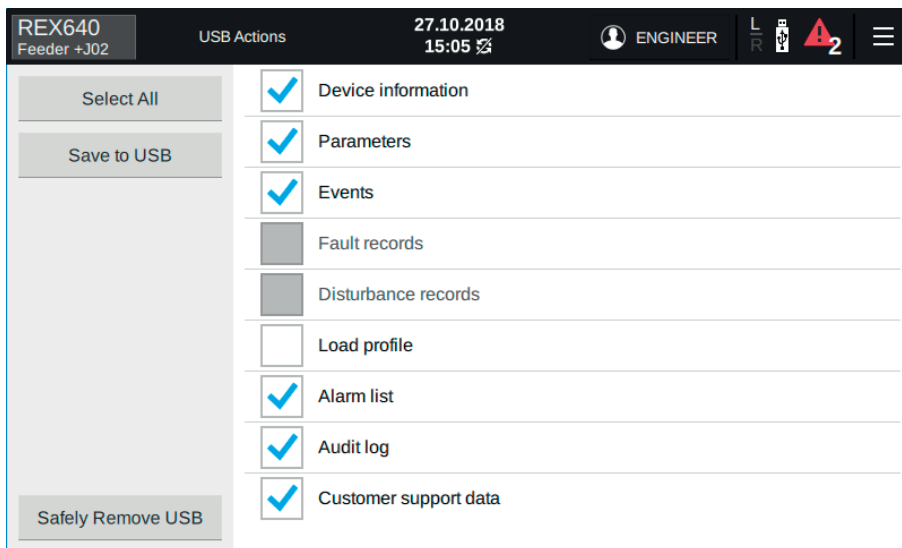 REX640
Feeder +J02
USB Actions
27.10.2018
15:05
ENGINEER
L
R
2
Select All
Save to USB
Safely Remove USB
Device information
Parameters
Events
Fault records
Disturbance records
Load profile
Alarm list
Audit log
Customer support data